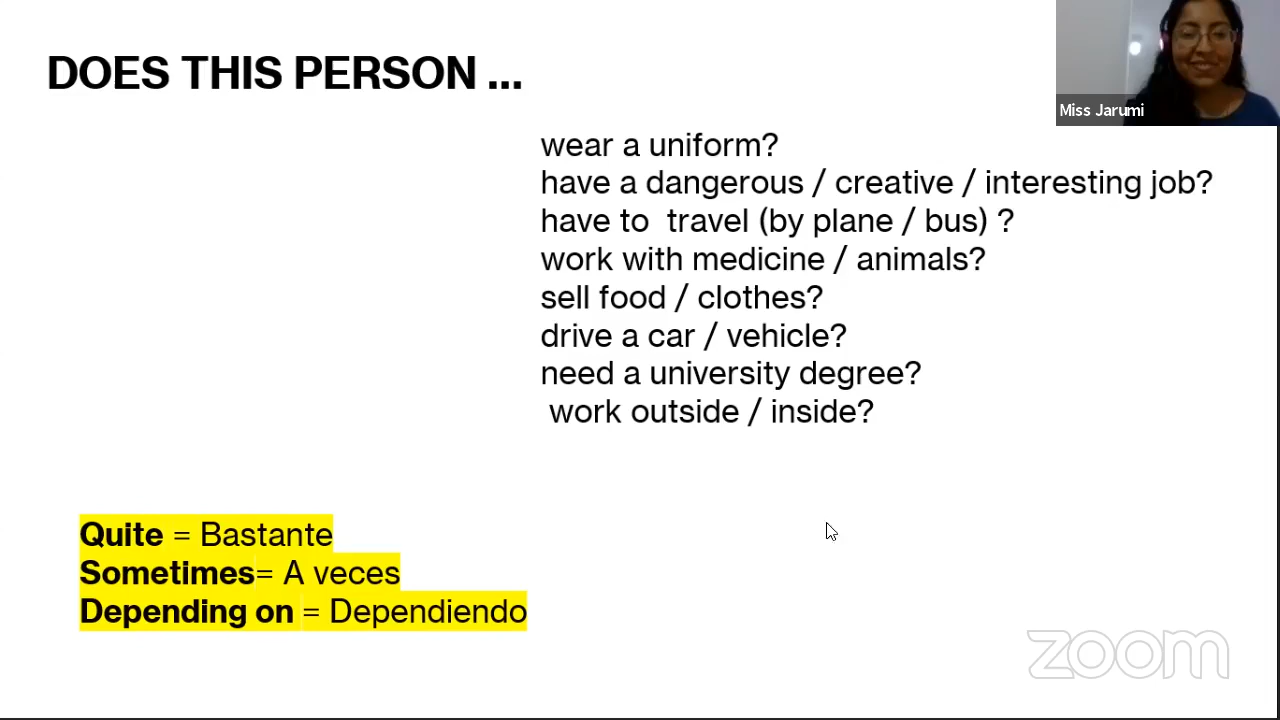 DOES THIS PERSON ...
Miss Jarumi
wear a uniform?
have a dangerous / creative / interesting job?
have to  travel (by plane / bus) ?
work with medicine / animals?
sell food / clothes?
drive a car / vehicle?
need a university degree?
work outside / inside?
Quite = Bastante
Sometimes= A veces
Depending on = Dependiendo
zoom